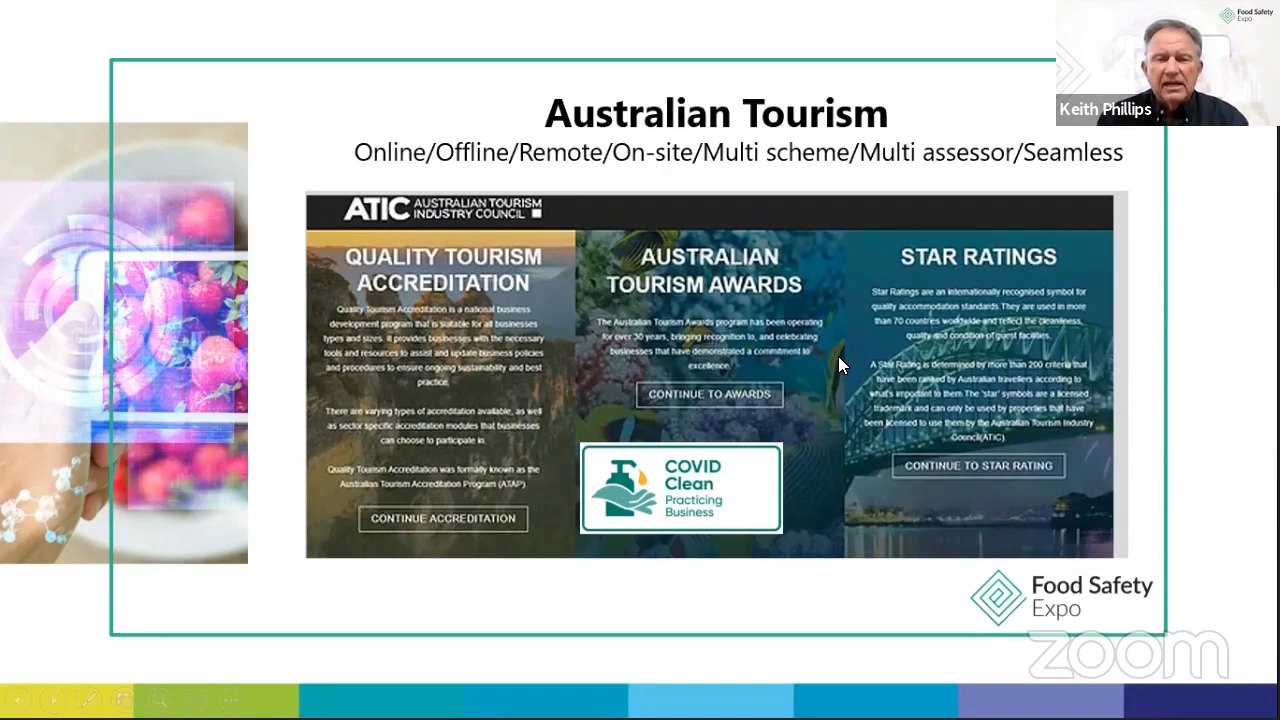 Food Safety
Expo
Keith Phillips
Australian Tourism
Online/Offline/Remote/On-site/Multi scheme/Multi assessor/Seamless
ATIC AUSTRALIAN TOURISM
INDUSTRY COUNCIL
QUALITY TOURISM
ACCREDITATION
Quality Tourism Accreditation is a national business
development program that is suitable for all businesses
types and sizes. It provides businesses with the necessary
tools and resources to assist and update business policies
and procedures to ensure ongoing sustainability and best
practice.
There are varying types of accreditation available, as well
as sector specific accreditation modules that businesses
can choose to participate in.
Quality Tourism Accreditation was formally known as the
Australian Tourism Accreditation Program (ATAP).
CONTINUE ACCREDITATION
AUSTRALIAN
TOURISM AWARDS
The Australian Tourism Awards program has been operating
for over 30 years, bringing recognition to, and celebrating
businesses that have demonstrated a commitment to
excellence.
CONTINUE TO AWARDS
COVID
Clean
Practicing
Business
STAR RATINGS
Star Ratings are an internationally recognised symbol for
quality accommodation standards.They are used in more
than 70 countries worldwide and reflect the cleanliness,
quality and condition of guest facilities.
A Star Rating is determined by more than 200 criteria that
have been ranked by Australian travellers according to
what's important to them.The 'star' symbols are a licensed
trademark and can only be used by properties that have
been licensed to use them by the Australian Tourism Industry
Council(ATIC)
CONTINUE TO STAR RATING
Food Safety
Expo
zoom